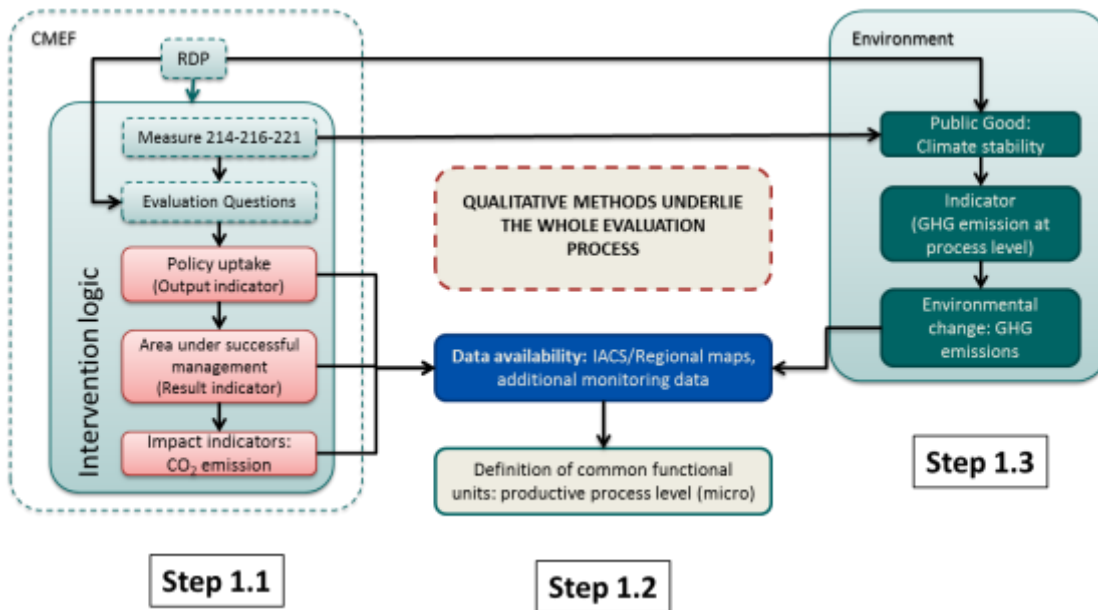 CMEF
RDP
Intervention logic
Measure 214-216-221
Evaluation Questions
Policy uptake
(Output indicator)
Area under successful
management
(Result indicator)
Impact indicators:
CO₂ emission
Step 1.1
QUALITATIVE METHODS UNDERLIE
THE WHOLE EVALUATION
PROCESS
Data availability: IACS/Regional maps,
additional monitoring data
Definition of common functional
units: productive process level (micro)
Step 1.2
Environment
Public Good:
Climate stability
Indicator
(GHG emission at
process level)
Environmental
change: GHG
emissions
Step 1.3